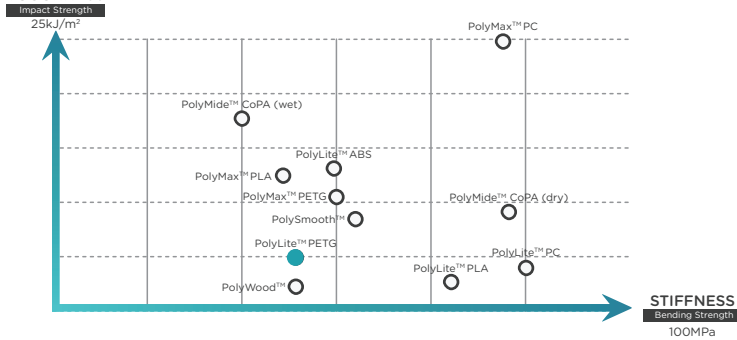 Impact Strength
25kJ/m²
PolyMax™ PC
PolyMide™ CoPA (wet)
PolyLite™ ABS
PolyMax™ PLA
PolyMax™ PETG
PolyMide™ CoPA (dry)
PolySmooth™
PolyLite™ PETG
PolyLite™ PC
PolyLite™ PLA
PolyWood™
STIFFNESS
Bending Strength
100MPa